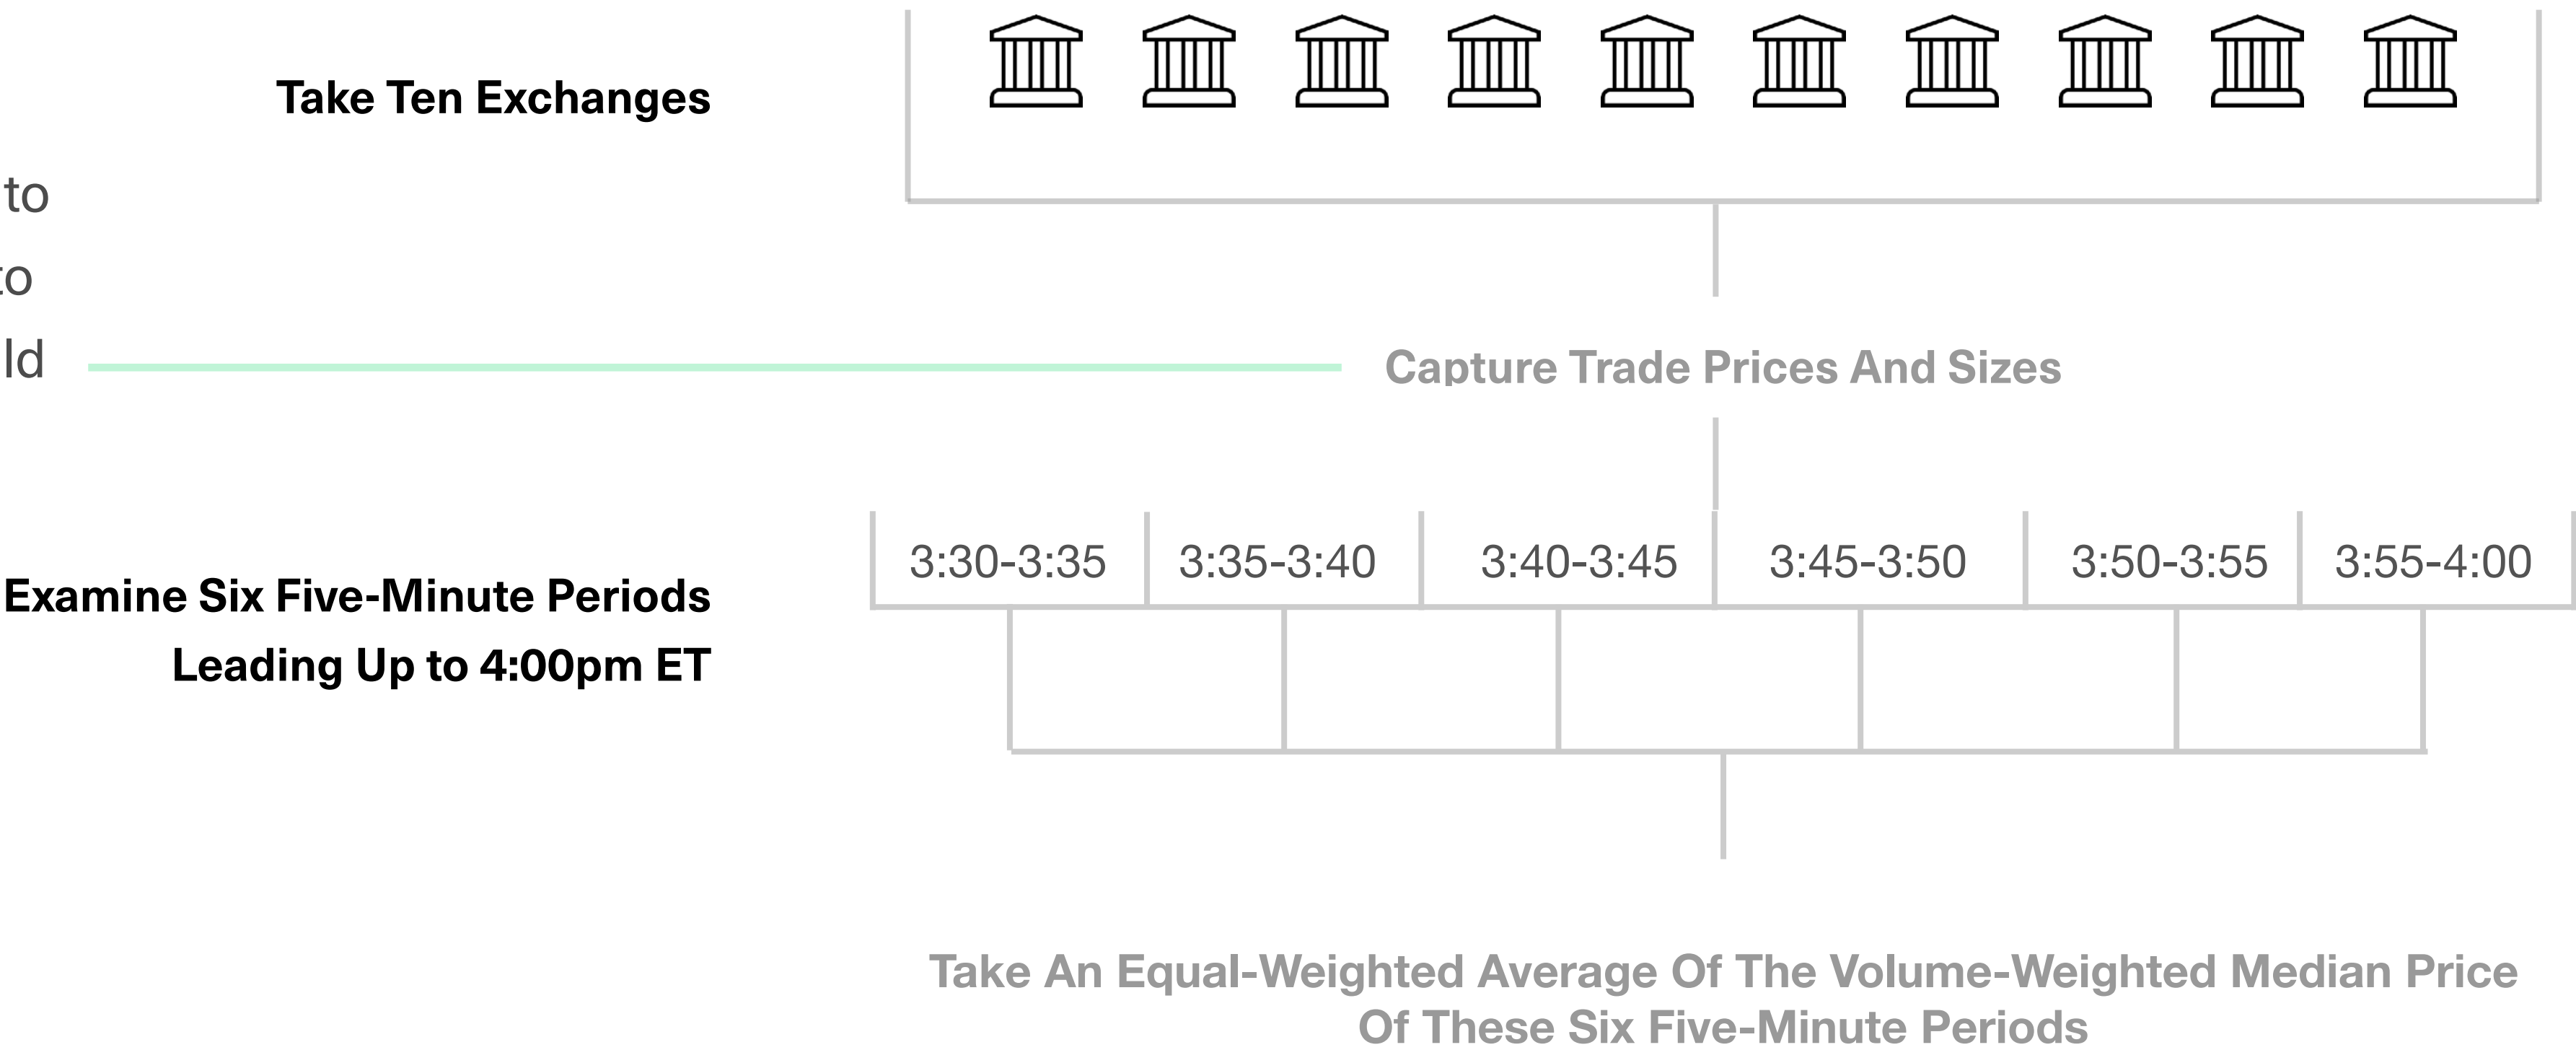 Take Ten Exchanges
to
to
ld
Capture Trade Prices And Sizes
3:30-3:35 3:35-3:40 3:40-3:45 3:45-3:50 3:50-3:55 3:55-4:00
Examine Six Five-Minute Periods
Leading Up to 4:00pm ET
Take An Equal-Weighted Average Of The Volume-Weighted Median Price
Of These Six Five-Minute Periods